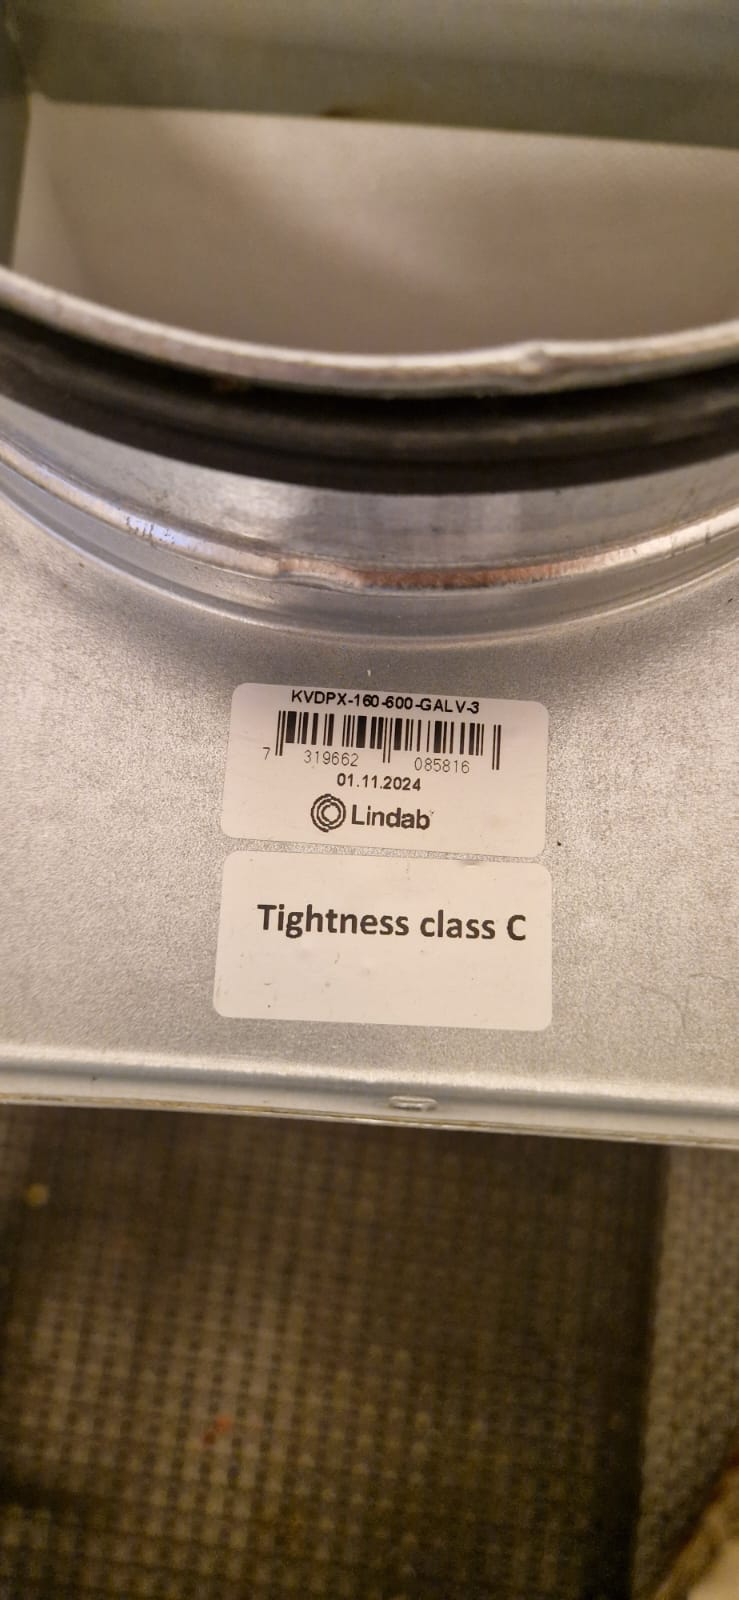 KVDPX-160-600-GALV-3
7 319662 085816
01.11.2024
Lindab
Tightness class C